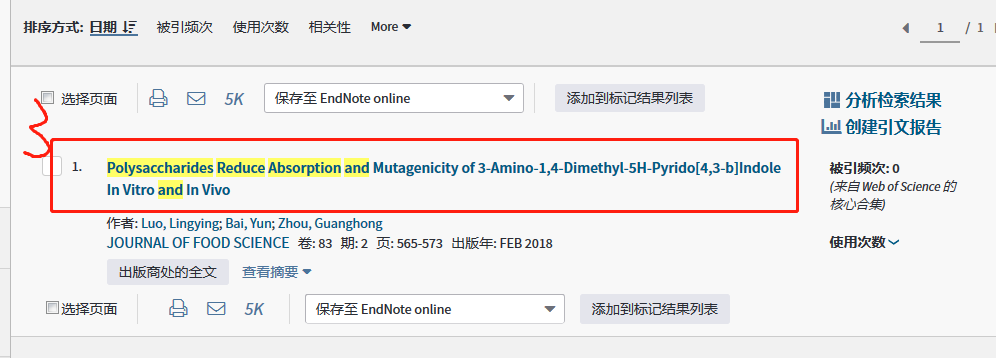 排序方式: 日期 被引频次 使用次数 相关性 More 1 / 1
选择页面 5K 保存至 EndNote online 添加到标记结果列表
分析检索结果
创建引文报告
1. Polysaccharides Reduce Absorption and Mutagenicity of 3-Amino-1,4-Dimethyl-5H-Pyrido[4,3-b]Indole
In Vitro and In Vivo
作者: Luo, Lingying; Bai, Yun; Zhou, Guanghong
JOURNAL OF FOOD SCIENCE 卷: 83 期: 2 页: 565-573 出版年: FEB 2018
出版商处的全文 查看摘要
被引频次: 0
(来自 Web of Science 的
核心合集)
使用次数
选择页面 5K 保存至 EndNote online 添加到标记结果列表